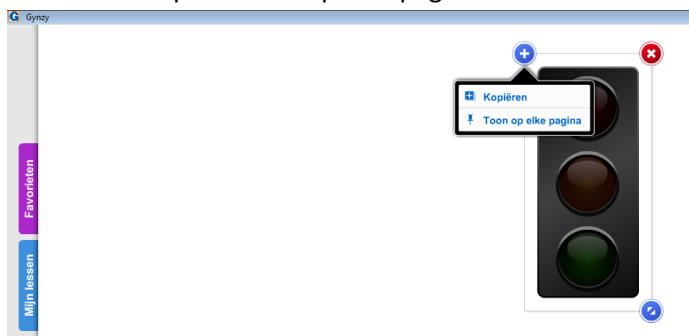 Gynzy
Kopiëren
Toon op elke pagina
Favorieten
Mijn lessen